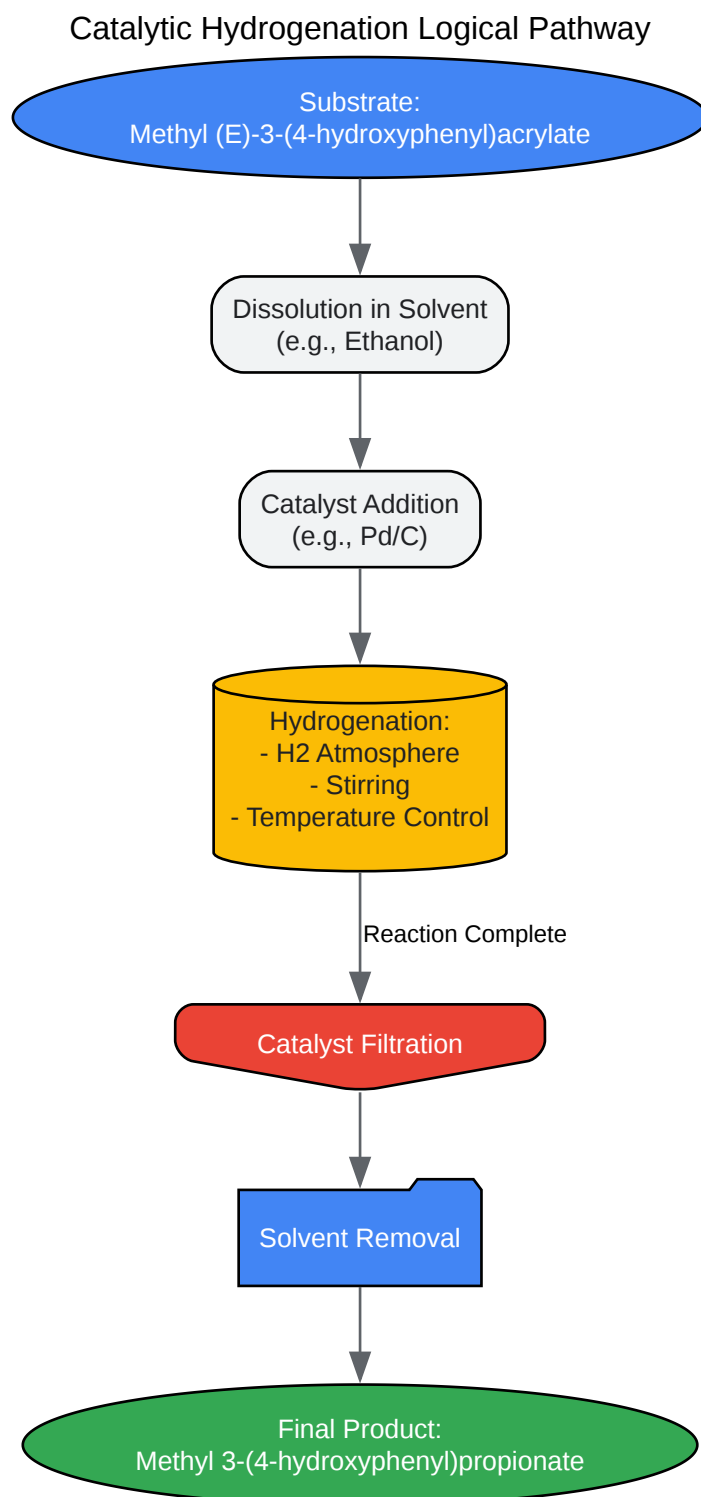 Catalytic Hydrogenation Logical Pathway
Substrate:
Methyl (E)-3-(4-hydroxyphenyl)acrylate
Dissolution in Solvent
(e.g., Ethanol)
Catalyst Addition
(e.g., Pd/C)
Hydrogenation:
- H2 Atmosphere
- Stirring
- Temperature Control
Reaction Complete
Catalyst Filtration
Solvent Removal
Final Product:
Methyl 3-(4-hydroxyphenyl)propionate